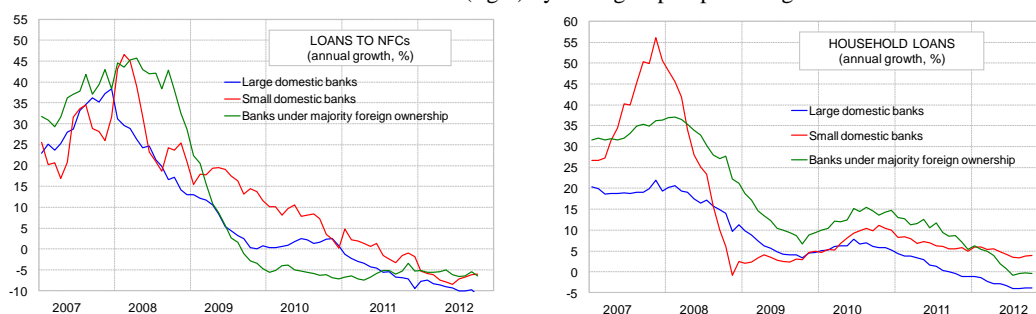 LOANS TO NFCs
(annual growth, %)
Large domestic banks
Small domestic banks
Banks under majority foreign ownership
55
50
45
40
35
30
25
20
15
10
5
0
-5
-10
2007 2008 2009 2010 2011 2012
HOUSEHOLD LOANS
(annual growth, %)
Large domestic banks
Small domestic banks
Banks under majority foreign ownership
60
55
50
45
40
35
30
25
20
15
10
5
0
-5
2007 2008 2009 2010 2011 2012